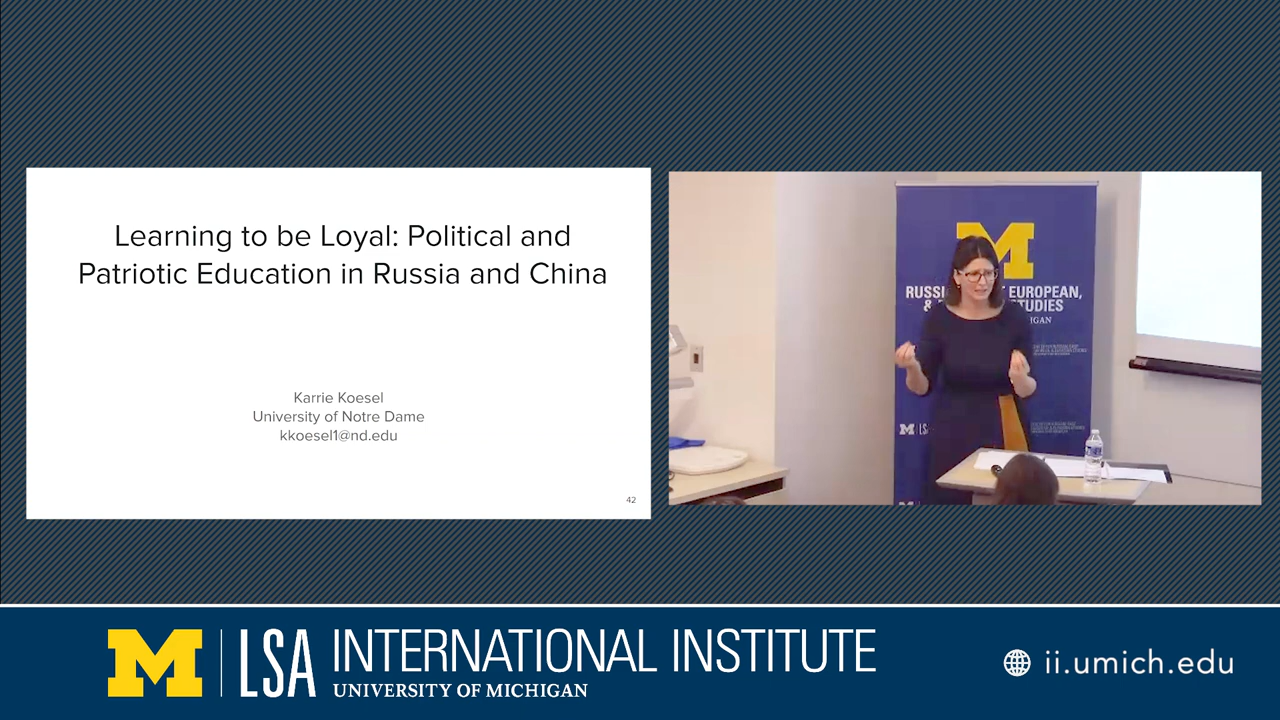 Learning to be Loyal: Political and
Patriotic Education in Russia and China
Karrie Koesel
University of Notre Dame
kkoesel1@nd.edu
42
M
RUSSI EUROPEAN,
& STUDIES
IGAN
M LS
M LSA INTERNATIONAL INSTITUTE
UNIVERSITY OF MICHIGAN
ii.umich.edu